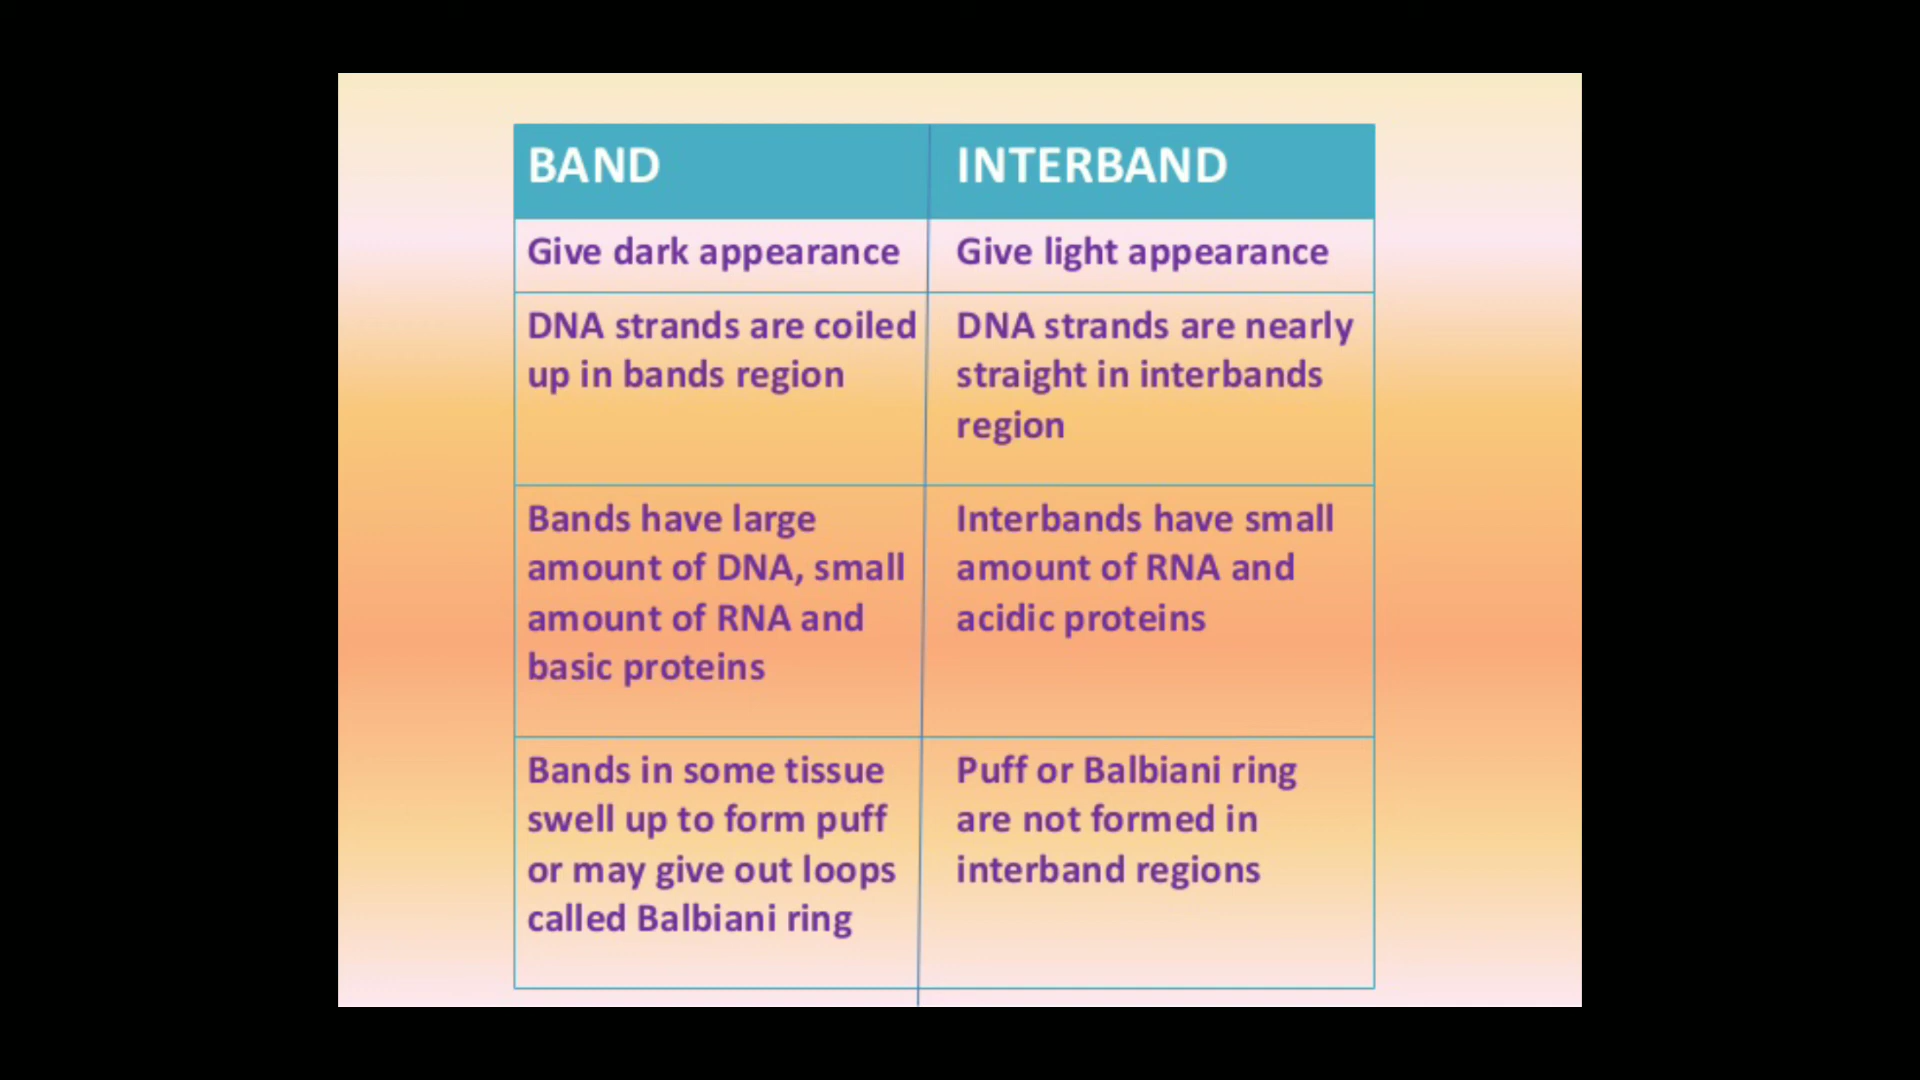 BAND
INTERBAND
Give dark appearance
Give light appearance
DNA strands are coiled
up in bands region
DNA strands are nearly
straight in interbands
region
Bands have large
amount of DNA, small
amount of RNA and
basic proteins
Interbands have small
amount of RNA and
acidic proteins
Bands in some tissue
swell up to form puff
or may give out loops
called Balbiani ring
Puff or Balbiani ring
are not formed in
interband regions